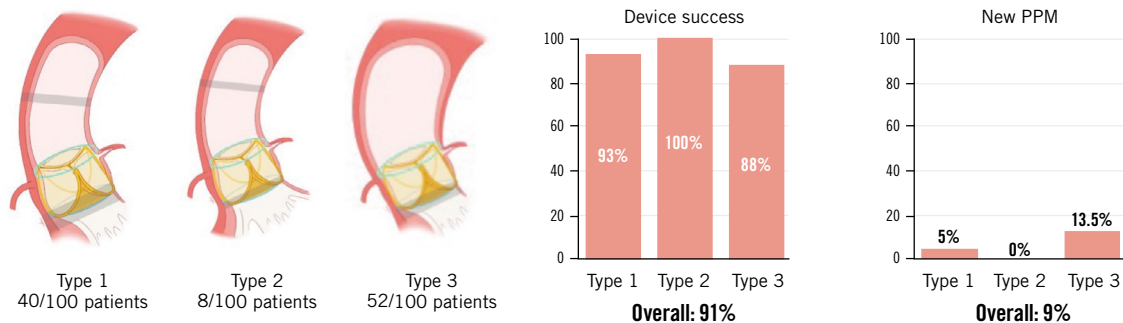 Type 1
40/100 patients
Type 2
8/100 patients
Type 3
52/100 patients
Device success
100
80
60
40
20
0
93%
100%
88%
Type 1 Type 2 Type 3
Overall: 91%
New PPM
100
80
60
40
20
0
5%
0%
13.5%
Type 1 Type 2 Type 3
Overall: 9%